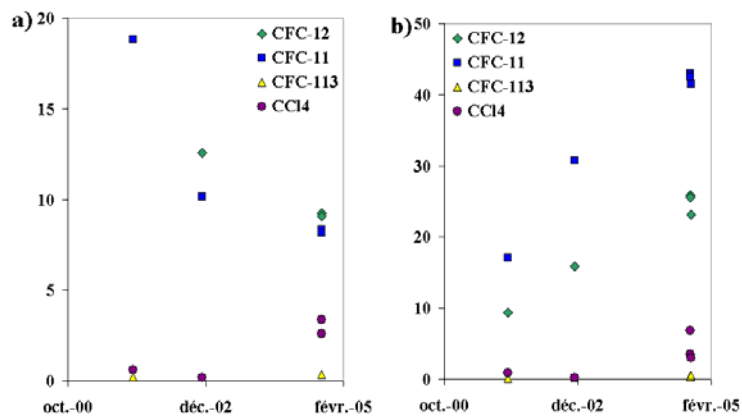 a)
20
15
10
5
0
oct.-00
déc.-02
févr.-05
CFC-12
CFC-11
CFC-113
CCl4
b)
50
40
30
20
10
0
oct.-00
déc.-02
févr.-05
CFC-12
CFC-11
CFC-113
CCl4